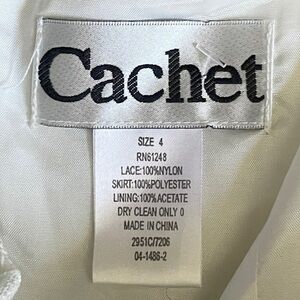 Cachet
SIZE 4
RN61248
LACE:100%NYLON
SKIRT:100%POLYESTER
LINING:100%ACETATE
DRY CLEAN ONLY 0
MADE IN CHINA
2951C/7206
04-1486-2